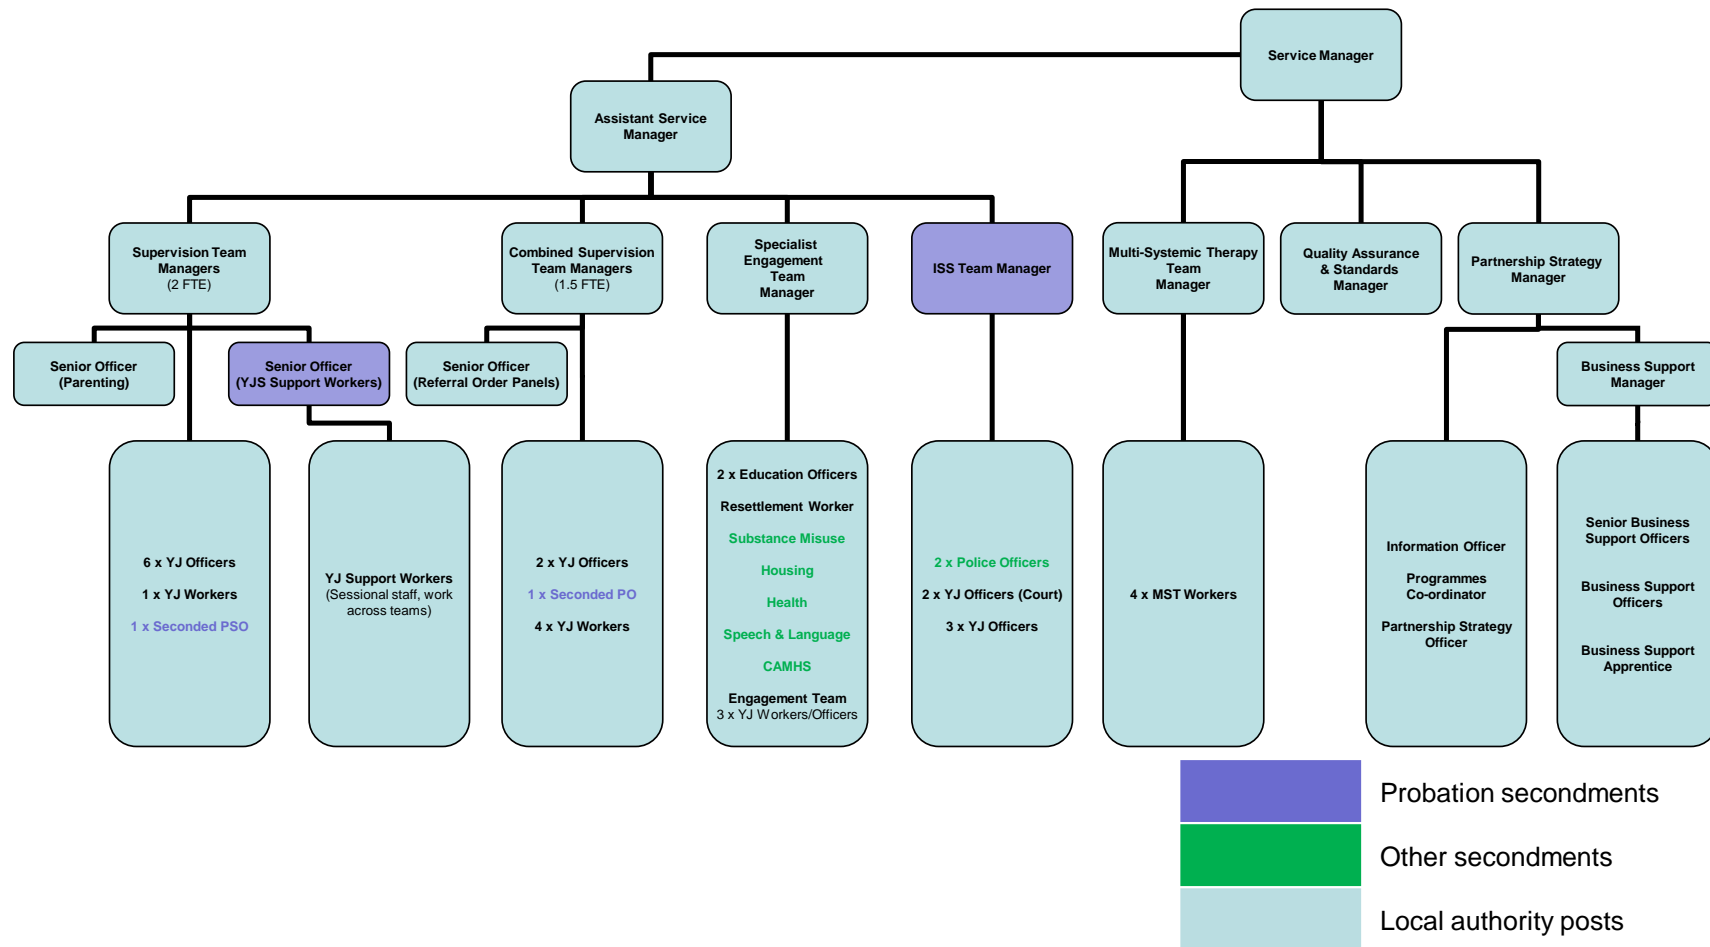 Service Manager
Assistant Service
Manager
Supervision Team
Managers
(2 FTE)
Combined Supervision
Team Managers
(1.5 FTE)
Specialist
Engagement
Team
Manager
ISS Team Manager
Multi-Systemic Therapy
Team
Manager
Quality Assurance
& Standards
Manager
Partnership Strategy
Manager
Senior Officer
(Parenting)
Senior Officer
(YJS Support Workers)
Senior Officer
(Referral Order Panels)
Business Support
Manager
6 x YJ Officers
1 x YJ Workers
1 x Seconded PSO
YJ Support Workers
(Sessional staff, work
across teams)
2 x YJ Officers
1 x Seconded PO
4 x YJ Workers
2 x Education Officers
Resettlement Worker
Substance Misuse
Housing
Health
Speech & Language
CAMHS
Engagement Team
3 x YJ Workers/Officers
2 x Police Officers
2 x YJ Officers (Court)
3 x YJ Officers
4 x MST Workers
Information Officer
Programmes
Co-ordinator
Partnership Strategy
Officer
Senior Business
Support Officers
Business Support
Officers
Business Support
Apprentice
Probation secondments
Other secondments
Local authority posts